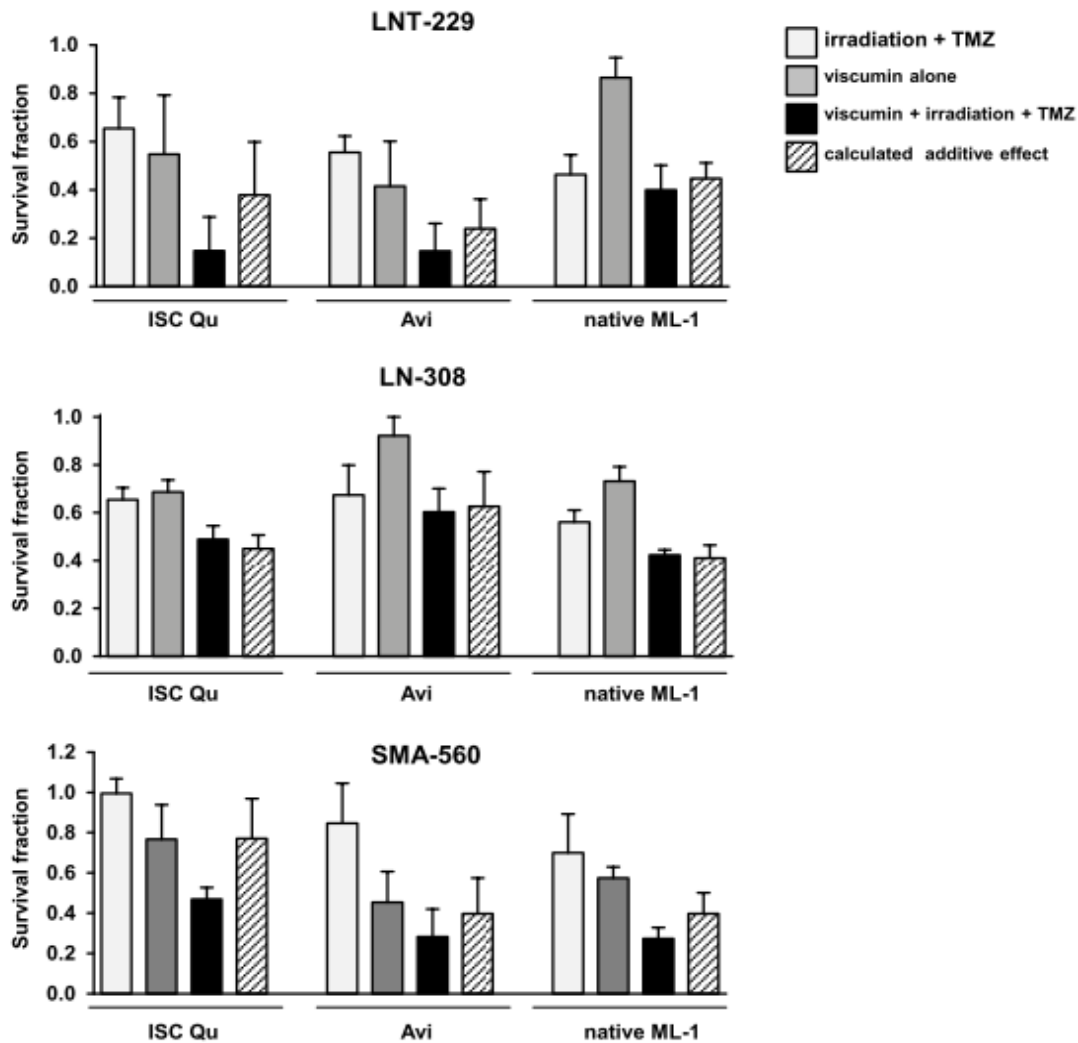 LNT-229
irradiation + TMZ
viscumin alone
viscumin + irradiation + TMZ
calculated additive effect
Survival fraction
1.0
0.8
0.6
0.4
0.2
0.0
ISC Qu
Avi
native ML-1
LN-308
Survival fraction
1.0
0.8
0.6
0.4
0.2
0.0
ISC Qu
Avi
native ML-1
SMA-560
Survival fraction
1.2
1.0
0.8
0.6
0.4
0.2
0.0
ISC Qu
Avi
native ML-1